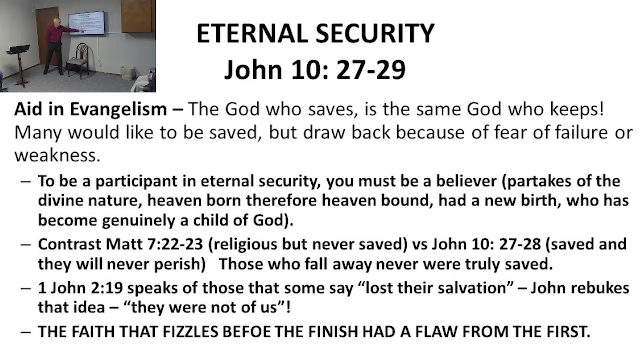 ETERNAL SECURITY
John 10: 27-29
Aid in Evangelism – The God who saves, is the same God who keeps!
Many would like to be saved, but draw back because of fear of failure or
weakness.
– To be a participant in eternal security, you must be a believer (partakes of the
divine nature, heaven born therefore heaven bound, had a new birth, who has
become genuinely a child of God).
– Contrast Matt 7:22-23 (religious but never saved) vs John 10: 27-28 (saved and
they will never perish)   Those who fall away never were truly saved.
– 1 John 2:19 speaks of those that some say “lost their salvation” – John rebukes
that idea – “they were not of us”!
– THE FAITH THAT FIZZLES BEFOE THE FINISH HAD A FLAW FROM THE FIRST.